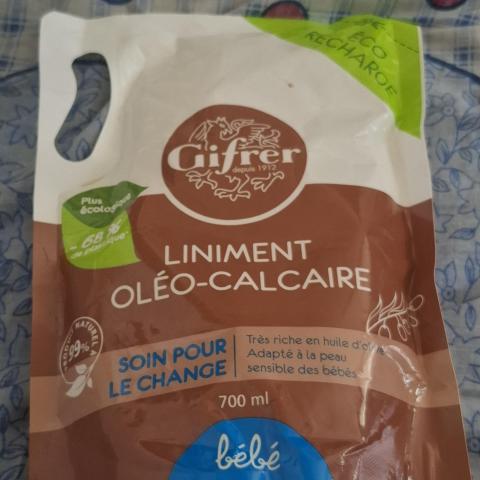 ÉCO
RECHARGE
Gifrer
depuis 1912
Plus
écologique
- 68 %
de plastique*
LINIMENT
OLÉO-CALCAIRE
99%
SOIN POUR
LE CHANGE
Très riche en huile d'olive
Adapté à la peau
sensible des bébés
700 ml
bébé